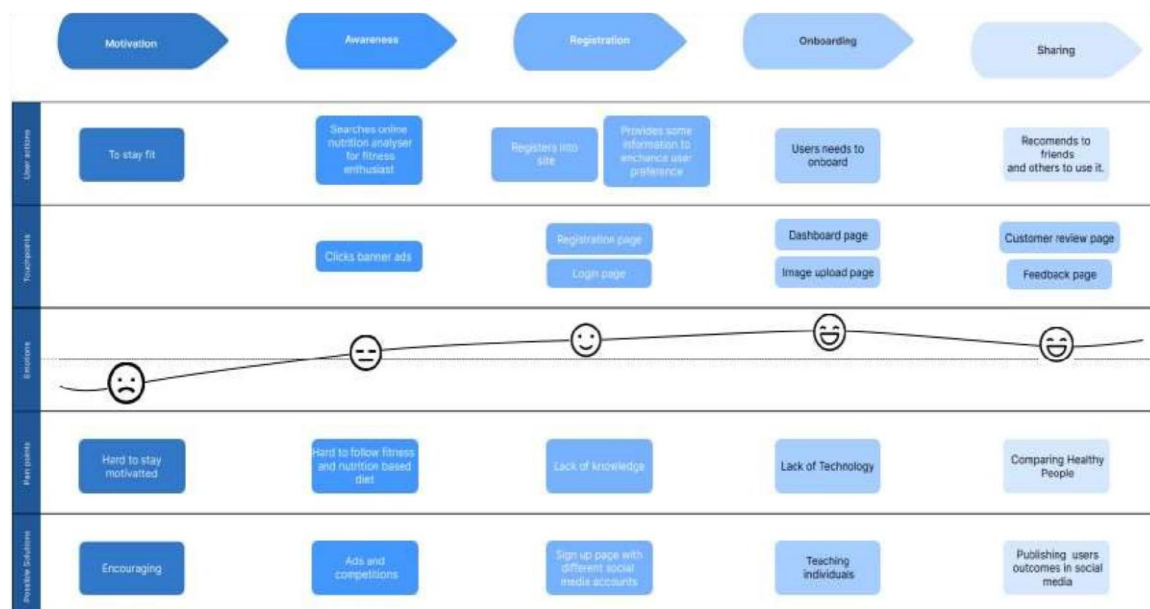 Motivation
Awareness
Registration
Onboarding
Sharing
User actions
To stay fit
Searches online
nutrition analyser
for fitness
enthusiast
Registers into
site
Provides some
information to
enchance user
preference
Users needs to
onboard
Recomends to
friends
and others to use it.
Touchpoints
Clicks banner ads
Registration page
Login page
Dashboard page
Image upload page
Customer review page
Feedback page
Emotions
Pain points
Hard to stay
motivatted
Hard to follow fitness
and nutrition based
diet
Lack of knowledge
Lack of Technology
Comparing Healthy
People
Possible Solutions
Encouraging
Ads and
competitions
Sign up page with
different social
media accounts
Teaching
individuals
Publishing users
outcomes in social
media